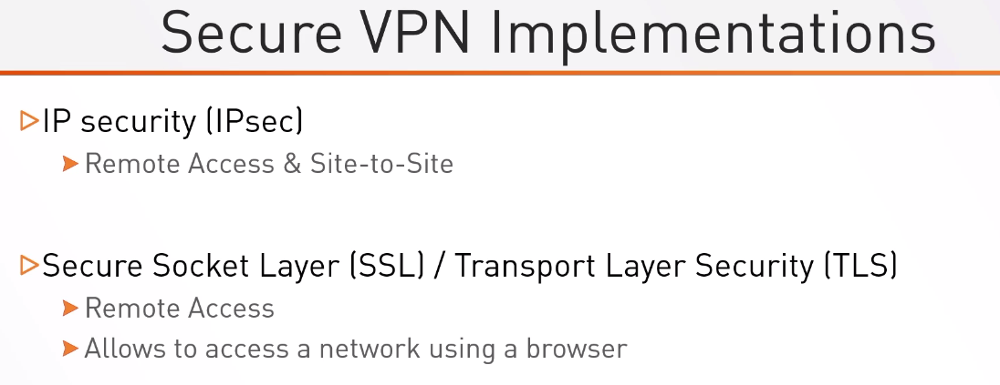 Secure VPN Implementations
IP security (IPsec)
Remote Access & Site-to-Site
Secure Socket Layer (SSL) / Transport Layer Security (TLS)
Remote Access
Allows to access a network using a browser